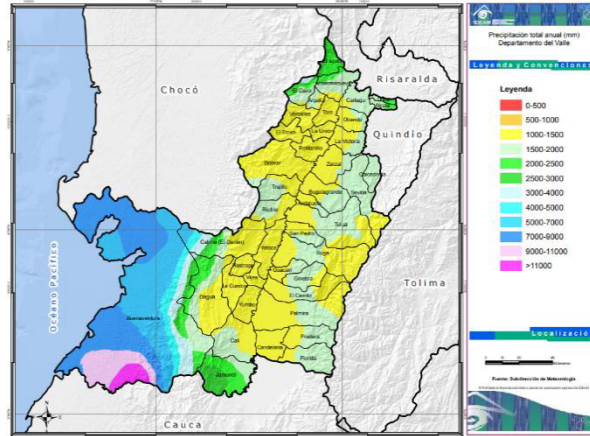 Chocó
Risaralda
Quindío
Tolima
Cauca
Océano Pacífico
El Cairo
Argelia
Cartago
Versalles
Toro
Obando
El Dovio
La Unión
La Victoria
Roldanillo
Zarzal
Bolívar
Caicedonia
Trujillo
Bugalagrande
Sevilla
Riofrío
Andalucía
Tuluá
San Pedro
Calima (El Darién)
Yotoco
Buga
Restrepo
Guacarí
Vijes
Ginebra
La Cumbre
El Cerrito
Dagua
Yumbo
Palmira
Buenaventura
Cali
Pradera
Candelaria
Florida
Jamundí
IDEAM
Precipitación total anual (mm)
Departamento del Valle
Leyenda y Convenciones
Leyenda
0-500
500-1000
1000-1500
1500-2000
2000-2500
2500-3000
3000-4000
4000-5000
5000-7000
7000-9000
9000-11000
>11000
Localizació
Fuente: Subdirección de Meteorología